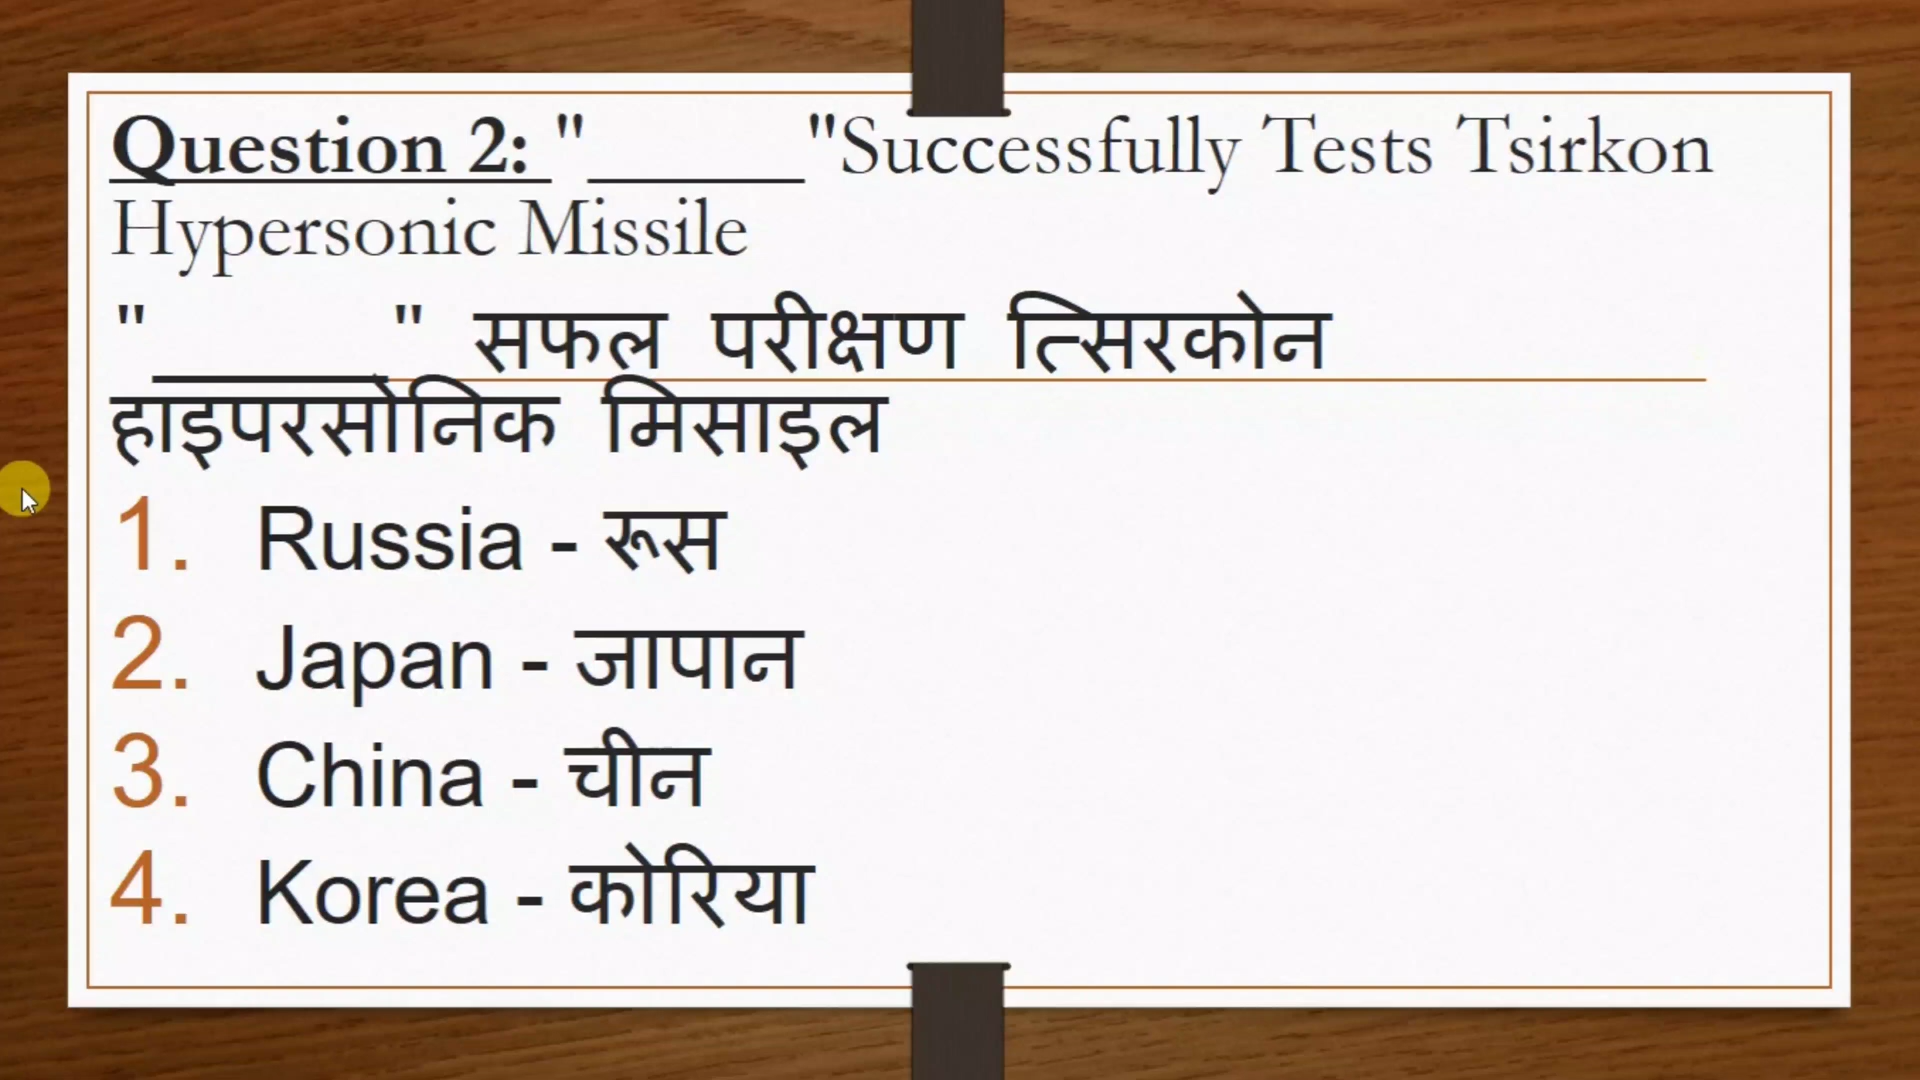 Question 2: "______"Successfully Tests Tsirkon
Hypersonic Missile
"______" सफल परीक्षण त्सिरकोन
हाइपरसोनिक मिसाइल
1. Russia - रूस
2. Japan - जापान
3. China - चीन
4. Korea - कोरिया